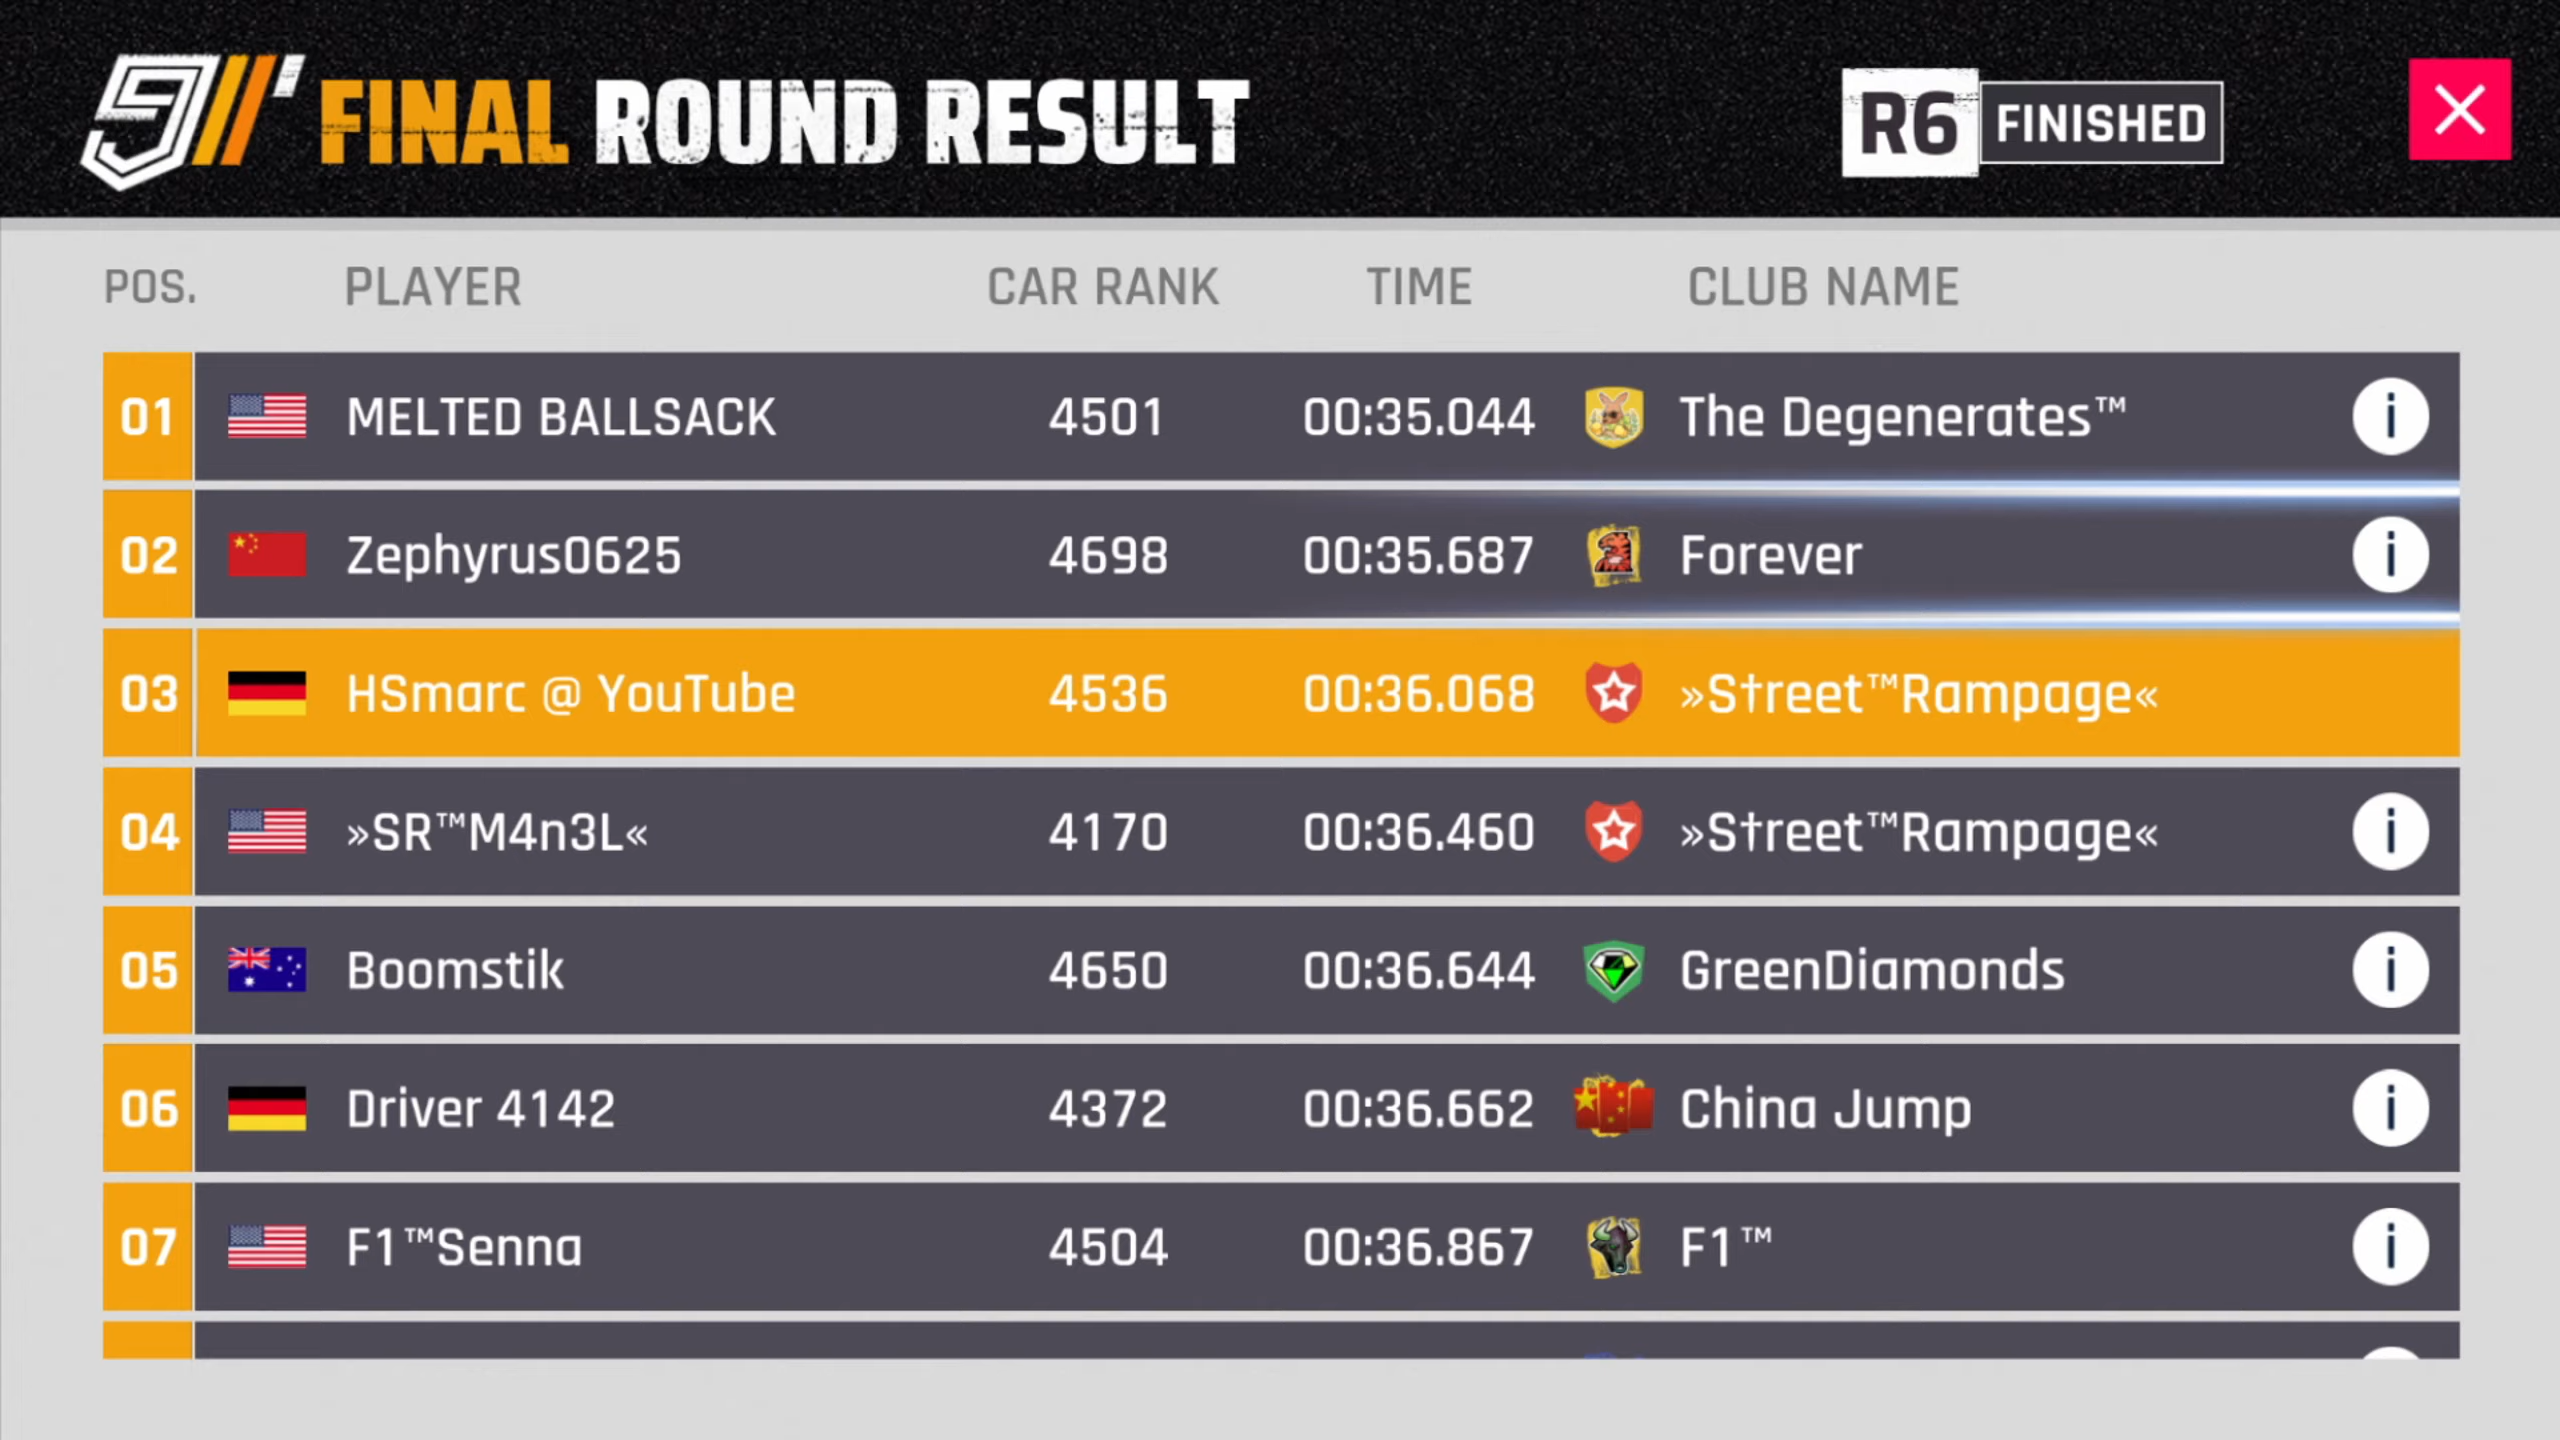 9 FINAL ROUND RESULT R6 FINISHED
POS. PLAYER CAR RANK TIME CLUB NAME
01 MELTED BALLSACK 4501 00:35.044 The Degenerates™ i
02 Zephyrus0625 4698 00:35.687 Forever i
03 HSmarc @ YouTube 4536 00:36.068 »S†reet™Rampage«
04 »SR™M4n3L« 4170 00:36.460 »S†reet™Rampage« i
05 Boomstik 4650 00:36.644 GreenDiamonds i
06 Driver 4142 4372 00:36.662 China Jump i
07 F1™Senna 4504 00:36.867 F1™ i